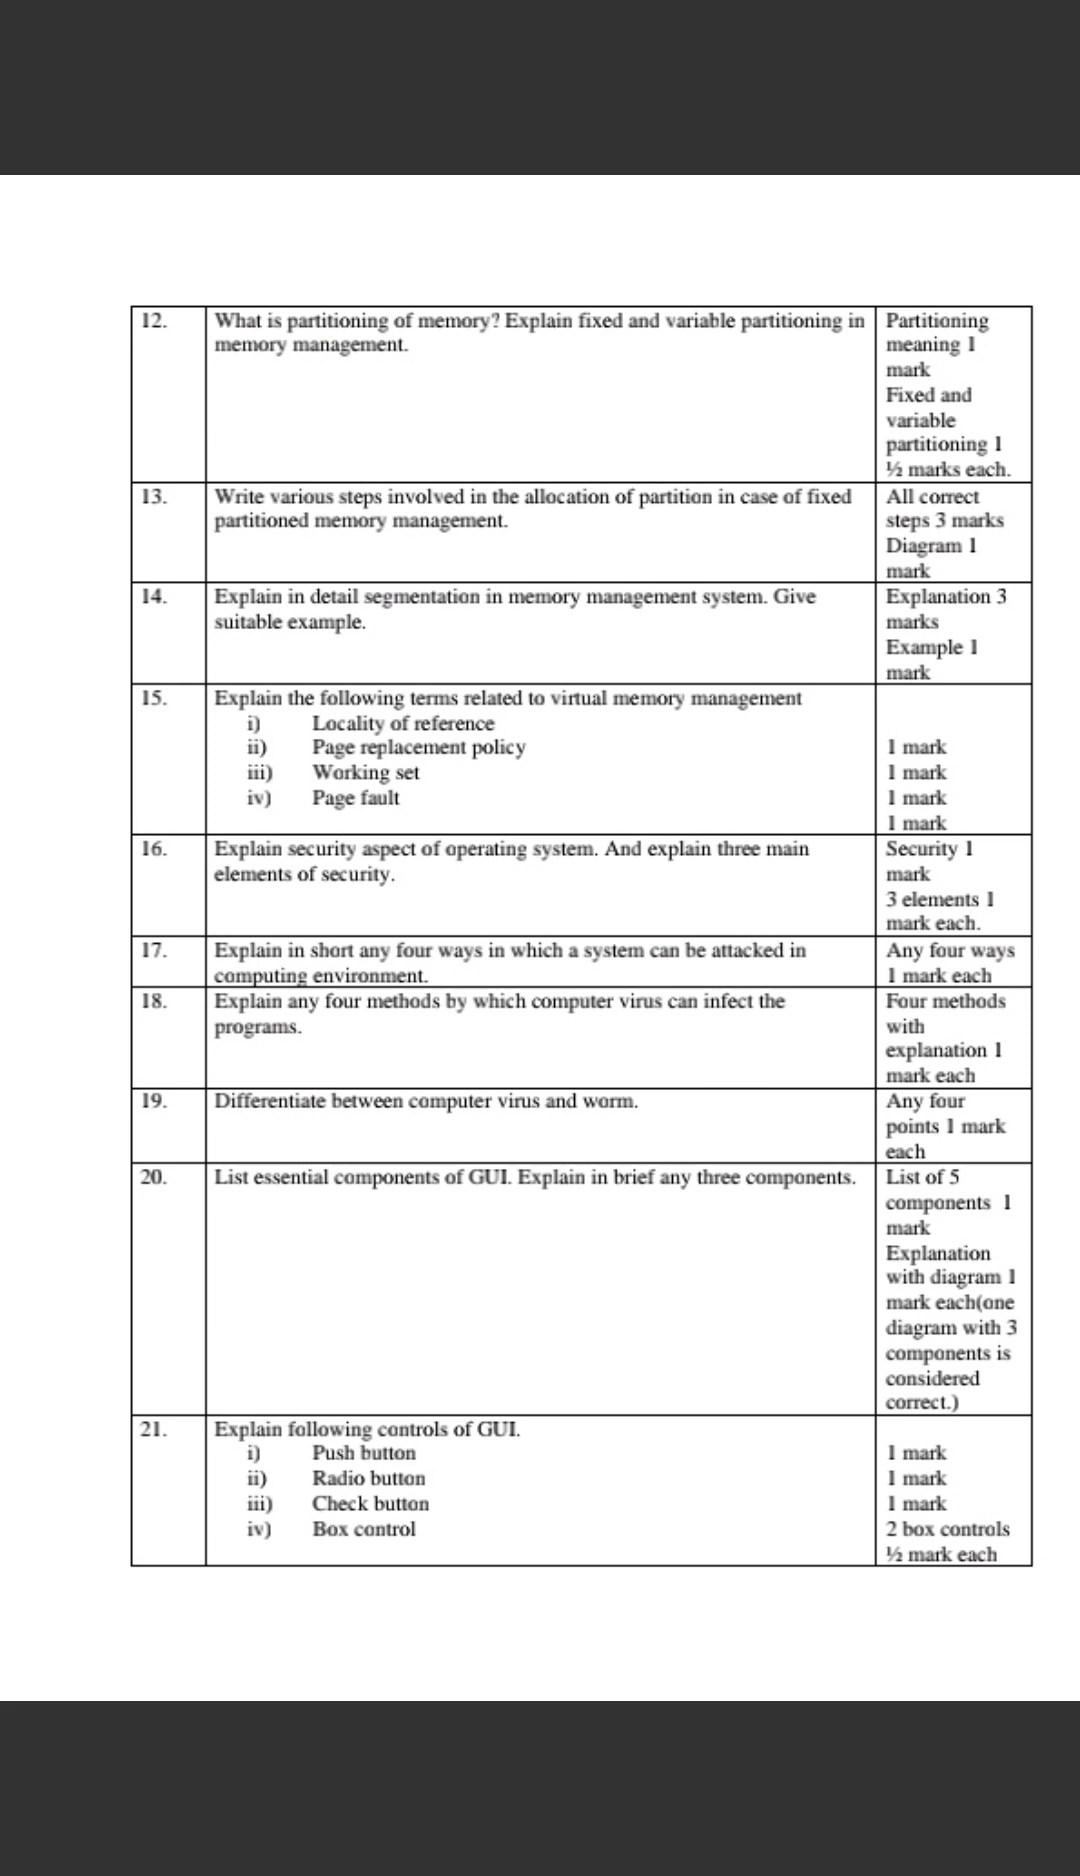 12. What is partitioning of memory? Explain fixed and variable partitioning in
memory management.
Partitioning
meaning 1
mark
Fixed and
variable
partitioning 1
½ marks each.
13. Write various steps involved in the allocation of partition in case of fixed
partitioned memory management.
All correct
steps 3 marks
Diagram 1
mark
14. Explain in detail segmentation in memory management system. Give
suitable example.
Explanation 3
marks
Example 1
mark
15. Explain the following terms related to virtual memory management
i) Locality of reference
ii) Page replacement policy
iii) Working set
iv) Page fault
1 mark
1 mark
1 mark
1 mark
16. Explain security aspect of operating system. And explain three main
elements of security.
Security 1
mark
3 elements 1
mark each.
17. Explain in short any four ways in which a system can be attacked in
computing environment.
Any four ways
1 mark each
18. Explain any four methods by which computer virus can infect the
programs.
Four methods
with
explanation 1
mark each
19. Differentiate between computer virus and worm.
Any four
points 1 mark
each
20. List essential components of GUI. Explain in brief any three components.
List of 5
components 1
mark
Explanation
with diagram 1
mark each(one
diagram with 3
components is
considered
correct.)
21. Explain following controls of GUI.
i) Push button
ii) Radio button
iii) Check button
iv) Box control
1 mark
1 mark
1 mark
2 box controls
½ mark each